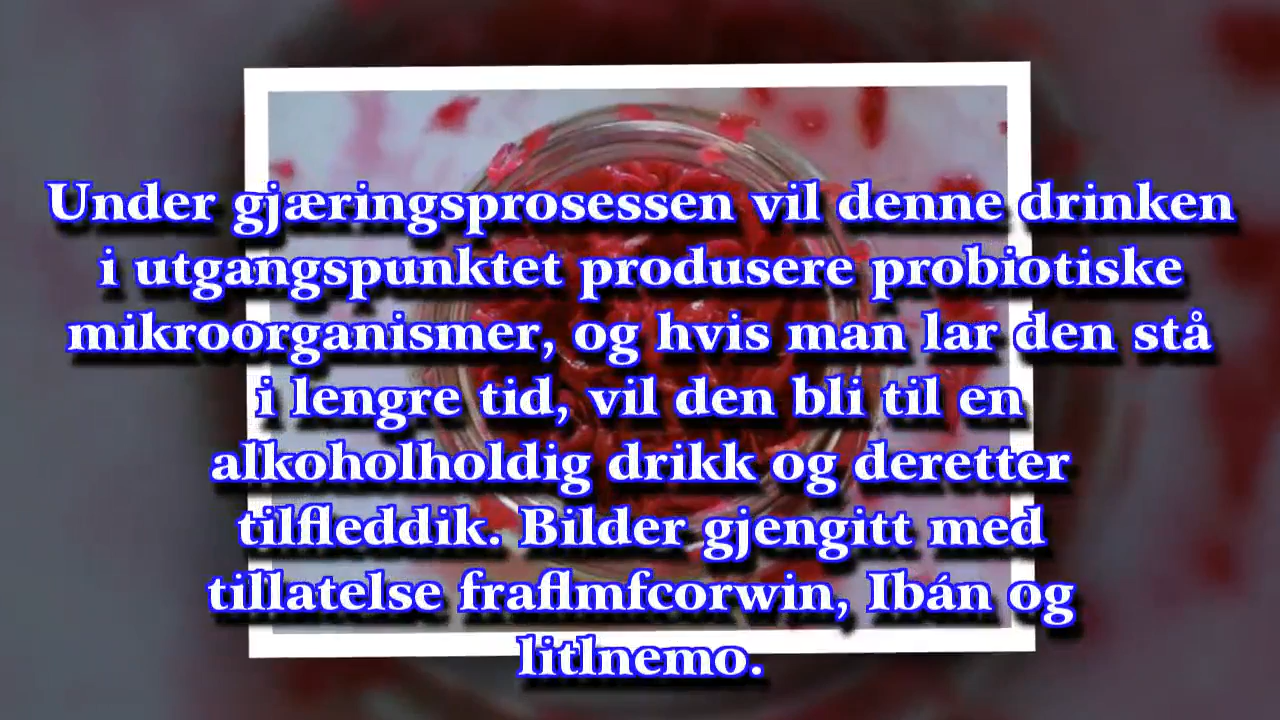 Under gjæringsprosessen vil denne drinken
i utgangspunktet produsere probiotiske
mikroorganismer, og hvis man lar den stå
i lengre tid, vil den bli til en
alkoholholdig drikk og deretter
tilfleddik. Bilder gjengitt med
tillatelse fraflmfcorwin, Ibán og
litlnemo.